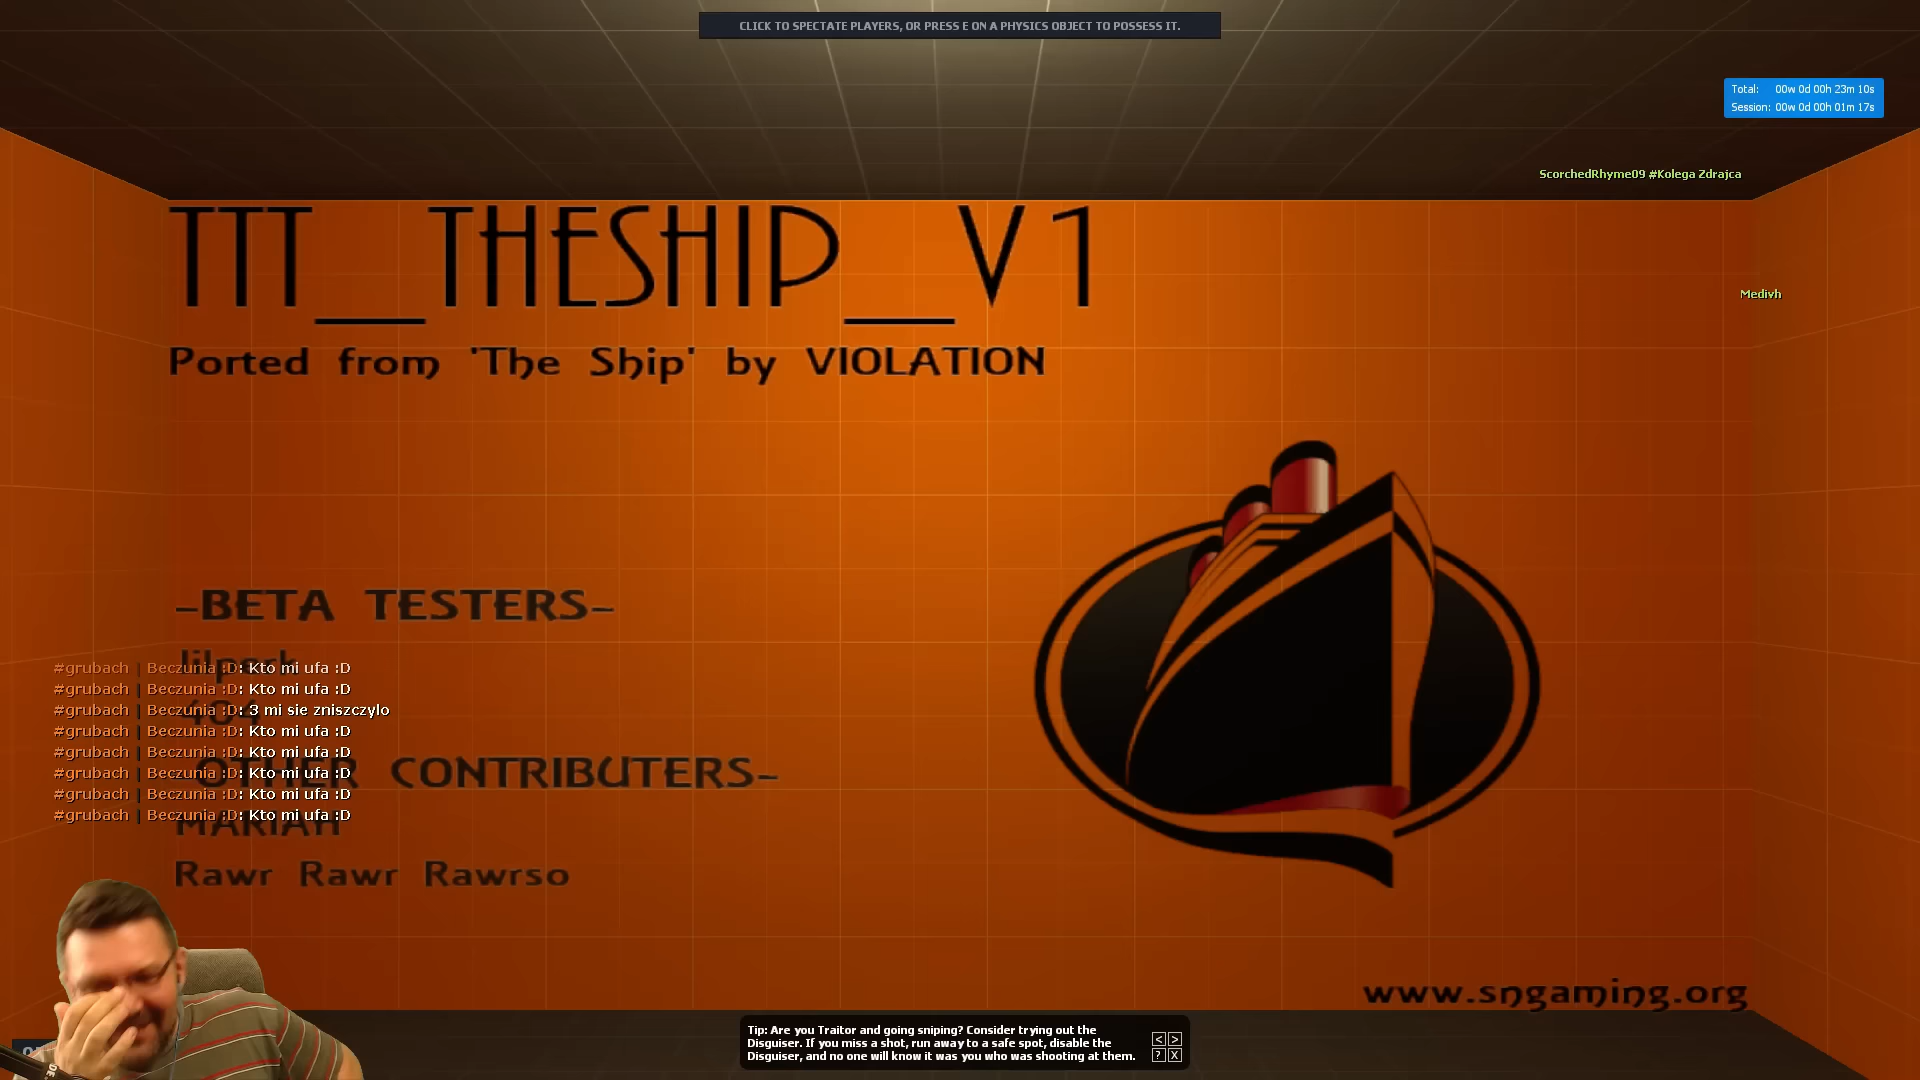 CLICK TO SPECTATE PLAYERS, OR PRESS E ON A PHYSICS OBJECT TO POSSESS IT.
Total: 00w 0d 00h 23m 10s
Session: 00w 0d 00h 01m 17s
ScorchedRhyme09 #Kolega Zdrajca
TTT_THESHIP_V1
Medivh
Ported from 'The Ship' by VIOLATION
-BETA TESTERS-
#grubach | Beczunia :D: Kto mi ufa :D
#grubach | Beczunia :D: Kto mi ufa :D
#grubach | Beczunia :D: 3 mi sie zniszczylo
404
#grubach | Beczunia :D: Kto mi ufa :D
#grubach | Beczunia :D: Kto mi ufa :D
-OTHER CONTRIBUTERS-
#grubach | Beczunia :D: Kto mi ufa :D
#grubach | Beczunia :D: Kto mi ufa :D
#grubach | Beczunia :D: Kto mi ufa :D
MARIAH
Rawr Rawr Rawrso
www.sngaming.org
Tip: Are you Traitor and going sniping? Consider trying out the
Disguiser. If you miss a shot, run away to a safe spot, disable the
Disguiser, and no one will know it was you who was shooting at them.
< >
? X